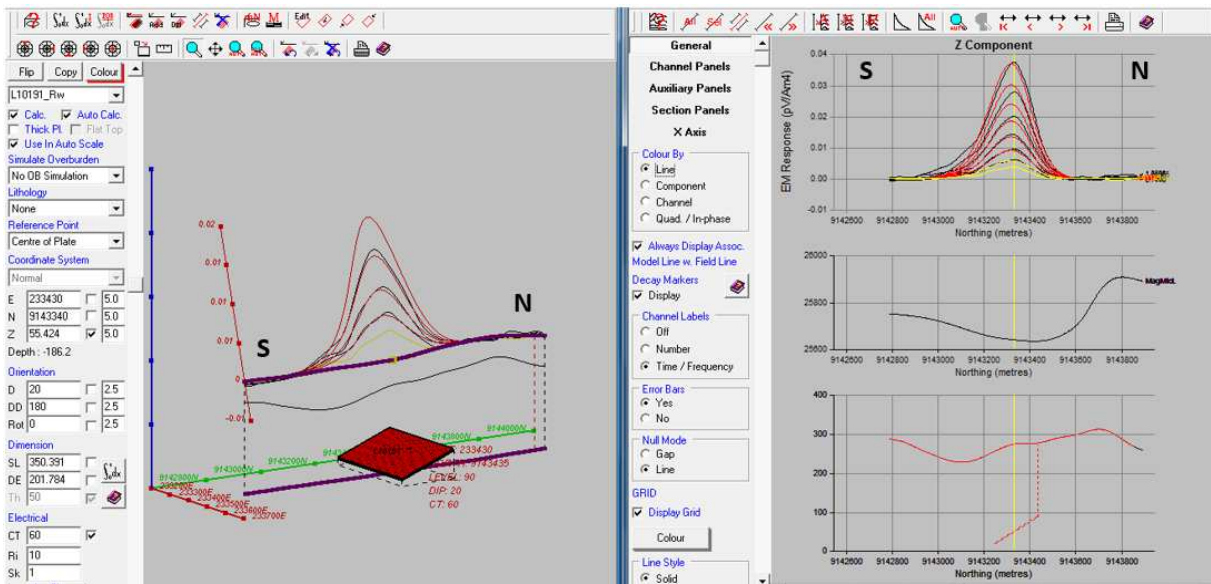 Flip Copy Colour
L10191_Rw
Calc. Auto Calc.
Thick Pl. Flat Top
Use In Auto Scale
Simulate Overburden
No OB Simulation
Lithology
None
Reference Point
Centre of Plate
Coordinate System
Normal
E 233430 5.0
N 9143340 5.0
Z 55.424 5.0
Depth : -186.2
Orientation
D 20 2.5
DD 180 2.5
Rot 0 2.5
Dimension
SL 350.391
DE 201.784
Th 50
Electrical
CT 60
Ri 10
Sk 1
0.02
0.01
0.01
0.01
0
-0.01
S
N
9142800N
9143000N
9143200N
9143800N
9144000N
233200E
233300E
233400E
233500E
233600E
233700E
233430
9143435
LEVEL: 90
DIP: 20
CT: 60
General
Channel Panels
Auxiliary Panels
Section Panels
X Axis
Colour By
Line
Component
Channel
Quad. / In-phase
Always Display Assoc.
Model Line w. Field Line
Decay Markers
Display
Channel Labels
Off
Number
Time / Frequency
Error Bars
Yes
No
Null Mode
Gap
Line
GRID
Display Grid
Colour
Line Style
Solid
Z Component
S
N
EM Response (pV/Am4)
0.04
0.03
0.02
0.01
0.00
-0.01
9142600 9142800 9143000 9143200 9143400 9143600 9143800
Northing (metres)
26000
25800
25600
9142600 9142800 9143000 9143200 9143400 9143600 9143800
Northing (metres)
400
300
200
100
0
9142600 9142800 9143000 9143200 9143400 9143600 9143800
Northing (metres)